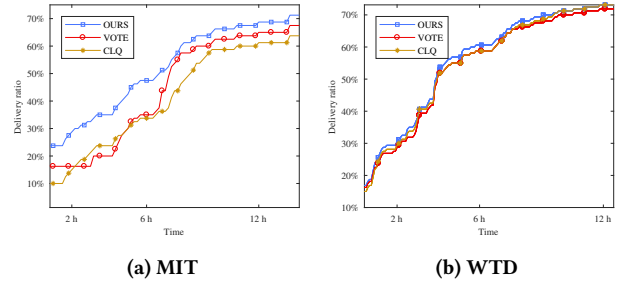 OURS
VOTE
CLQ
Delivery ratio
70%
60%
50%
40%
30%
20%
10%
2 h
6 h
12 h
Time
(a) MIT
OURS
VOTE
CLQ
Delivery ratio
70%
60%
50%
40%
30%
20%
10%
2 h
6 h
12 h
Time
(b) WTD